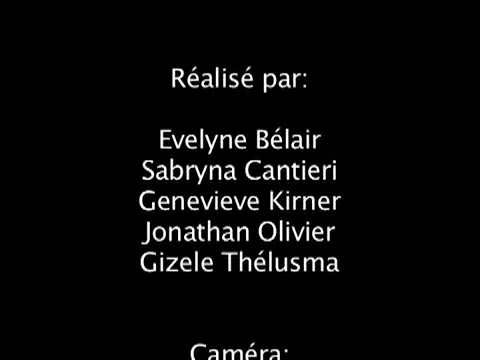 Réalisé par:
Evelyne Bélair
Sabryna Cantieri
Genevieve Kirner
Jonathan Olivier
Gizele Thélusma
Caméra: